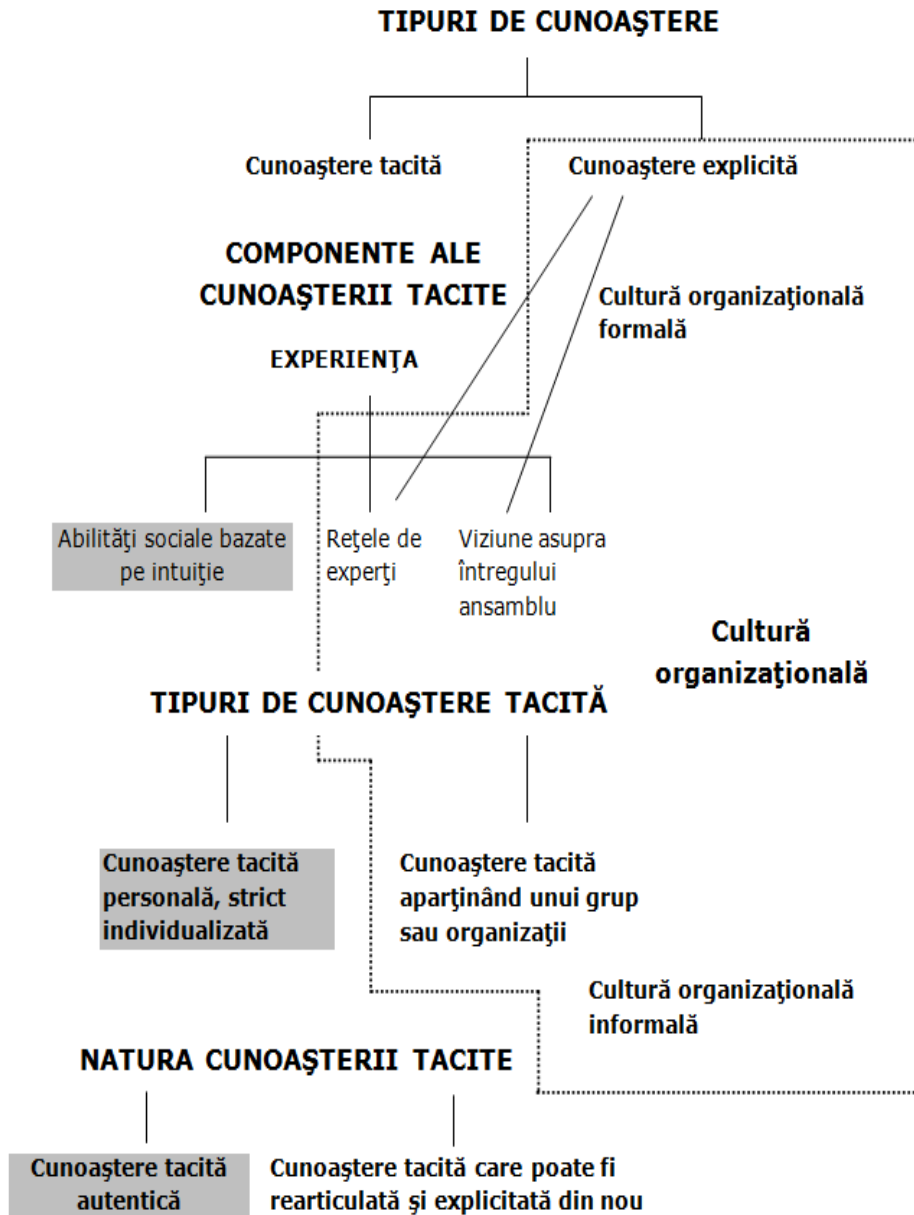 TIPURI DE CUNOAŞTERE
Cunoaştere tacită
Cunoaştere explicită
COMPONENTE ALE
CUNOAŞTERII TACITE
Cultură organizaţională
formală
EXPERIENŢA
Abilităţi sociale bazate
pe intuiţie
Reţele de
experţi
Viziune asupra
întregului
ansamblu
Cultură
organizaţională
TIPURI DE CUNOAŞTERE TACITĂ
Cunoaştere tacită
personală, strict
individualizată
Cunoaştere tacită
aparţinând unui grup
sau organizaţii
Cultură organizaţională
informală
NATURA CUNOAŞTERII TACITE
Cunoaştere tacită
autentică
Cunoaştere tacită care poate fi
rearticulată şi explicitată din nou